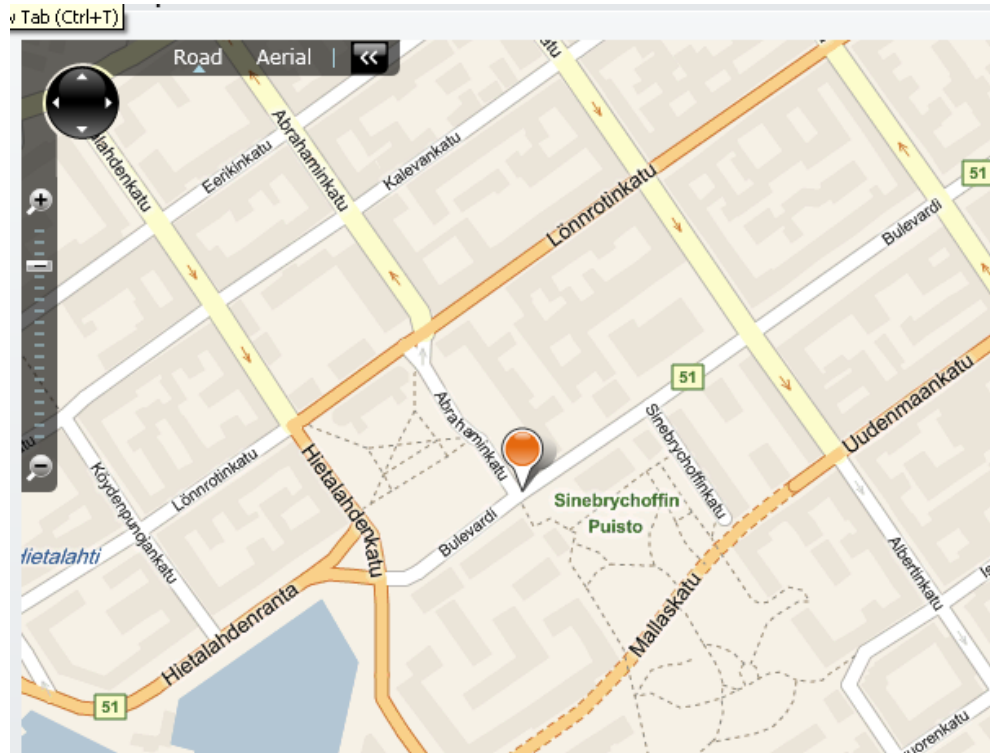 Tab (Ctrl+T)
Road Aerial
Eerikinkatu
Abrahaminkatu
Kalevankatu
Lönnrotinkatu
51
Bulevardi
51
Abrahaminkatu
Sinebrychoffinkatu
Uudenmaankatu
Hietalahdenkatu
Lönnrotinkatu
Köydenpunojankatu
Bulevardi
Sinebrychoffin
Puisto
Albertinkatu
Mallaskatu
Hietalahdenranta
51